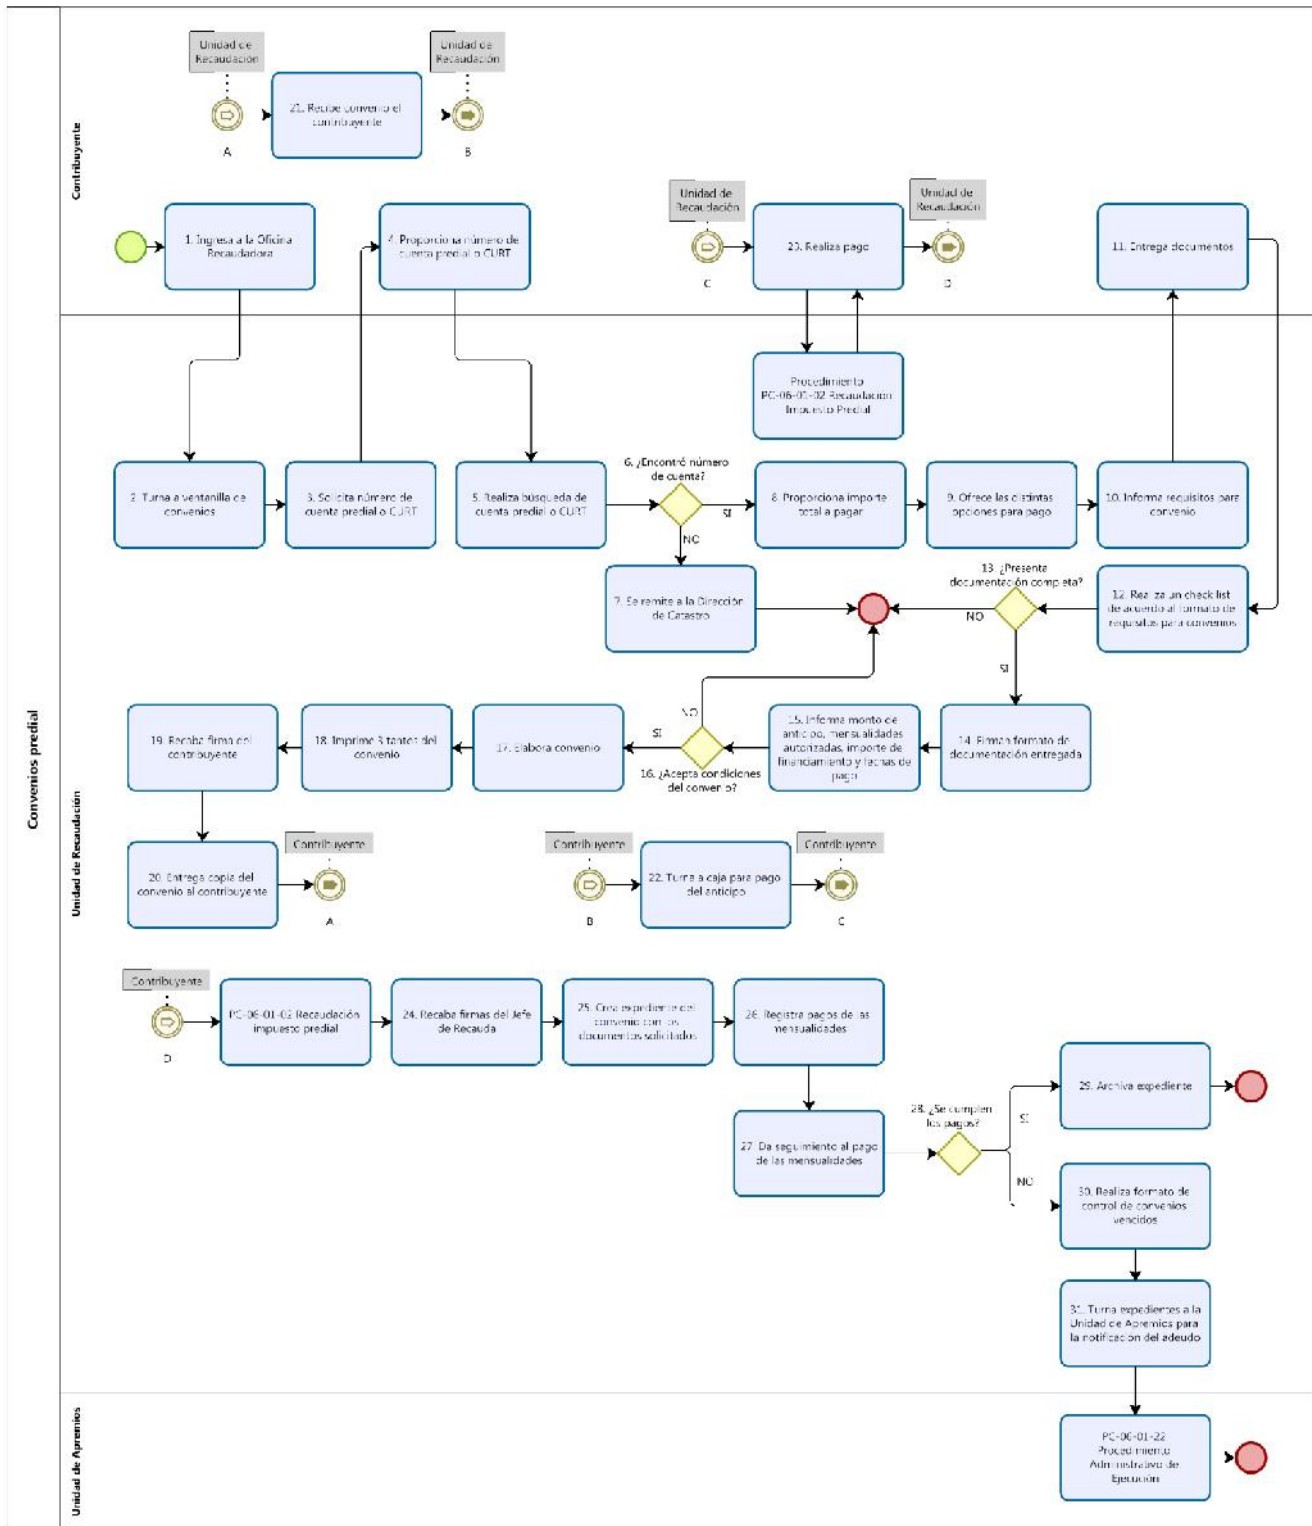 Convenios predial
Contribuyente
Unidad de
Recaudación
Unidad de
Recaudación
21. Recibe convenio el
contribuyente
A
B
1. Ingresa a la Oficina
Recaudadora
4. Proporciona número de
cuenta predial o CURT
Unidad de
Recaudación
Unidad de
Recaudación
23. Realiza pago
C
D
11. Entrega documentos
Unidad de Recaudación
Procedimiento
PC-06-01-02 Recaudación
Impuesto Predial
2. Turna a ventanilla de
convenios
3. Solicita número de
cuenta predial o CURT
5. Realiza búsqueda de
cuenta predial o CURT
6. ¿Encontró número
de cuenta?
SI
NO
8. Proporciona importe
total a pagar
9. Ofrece las distintas
opciones para pago
10. Informa requisitos para
convenio
7. Se remite a la Dirección
de Catastro
13. ¿Presenta
documentación completa?
NO
SI
12. Realiza un check list
de acuerdo al formato de
requisitos para convenios
19. Recaba firma del
contribuyente
18. Imprime 3 tantos del
convenio
17. Elabora convenio
SI
NO
16. ¿Acepta condiciones
del convenio?
15. Informa monto de
anticipo, mensualidades
autorizadas, importe de
financiamiento y fechas de
pago
14. Firman formato de
documentación entregada
20. Entrega copia del
convenio al contribuyente
Contribuyente
A
Contribuyente
B
22. Turna a caja para pago
del anticipo
Contribuyente
C
Contribuyente
D
PC-06-01-02 Recaudación
impuesto predial
24. Recaba firmas del Jefe
de Recauda
25. Crea expediente del
convenio con los
documentos solicitados
26. Registra pagos de las
mensualidades
27. Da seguimiento al pago
de las mensualidades
28. ¿Se cumplen
los pagos?
SI
NO
29. Archiva expediente
30. Realiza formato de
control de convenios
vencidos
31. Turna expedientes a la
Unidad de Apremios para
la notificación del adeudo
Unidad de Apremios
PC-06-01-22
Procedimiento
Administrativo de
Ejecución